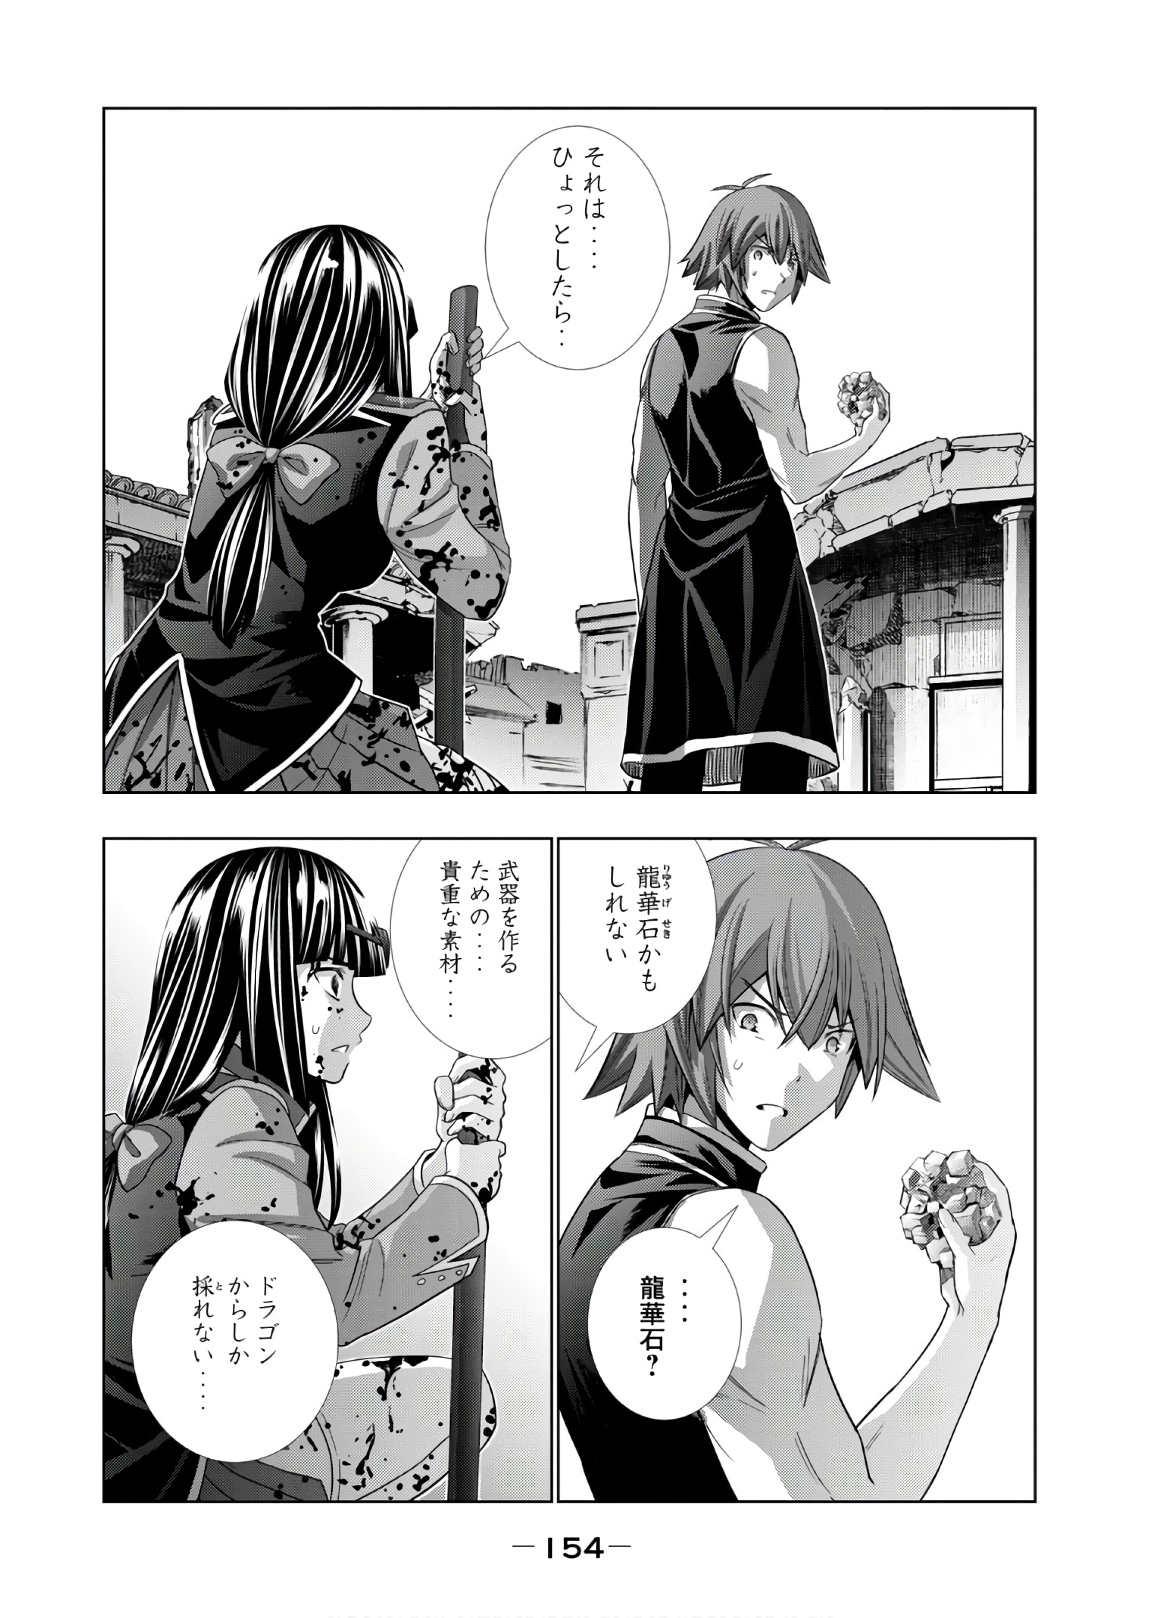 それは‥‥
ひょっとしたら‥
龍華石かも
りゅうげせき
しれない
‥‥
龍華石?
武器を作る
ための‥‥
貴重な素材‥‥
ドラゴン
からしか
採れない‥‥
と
—154—